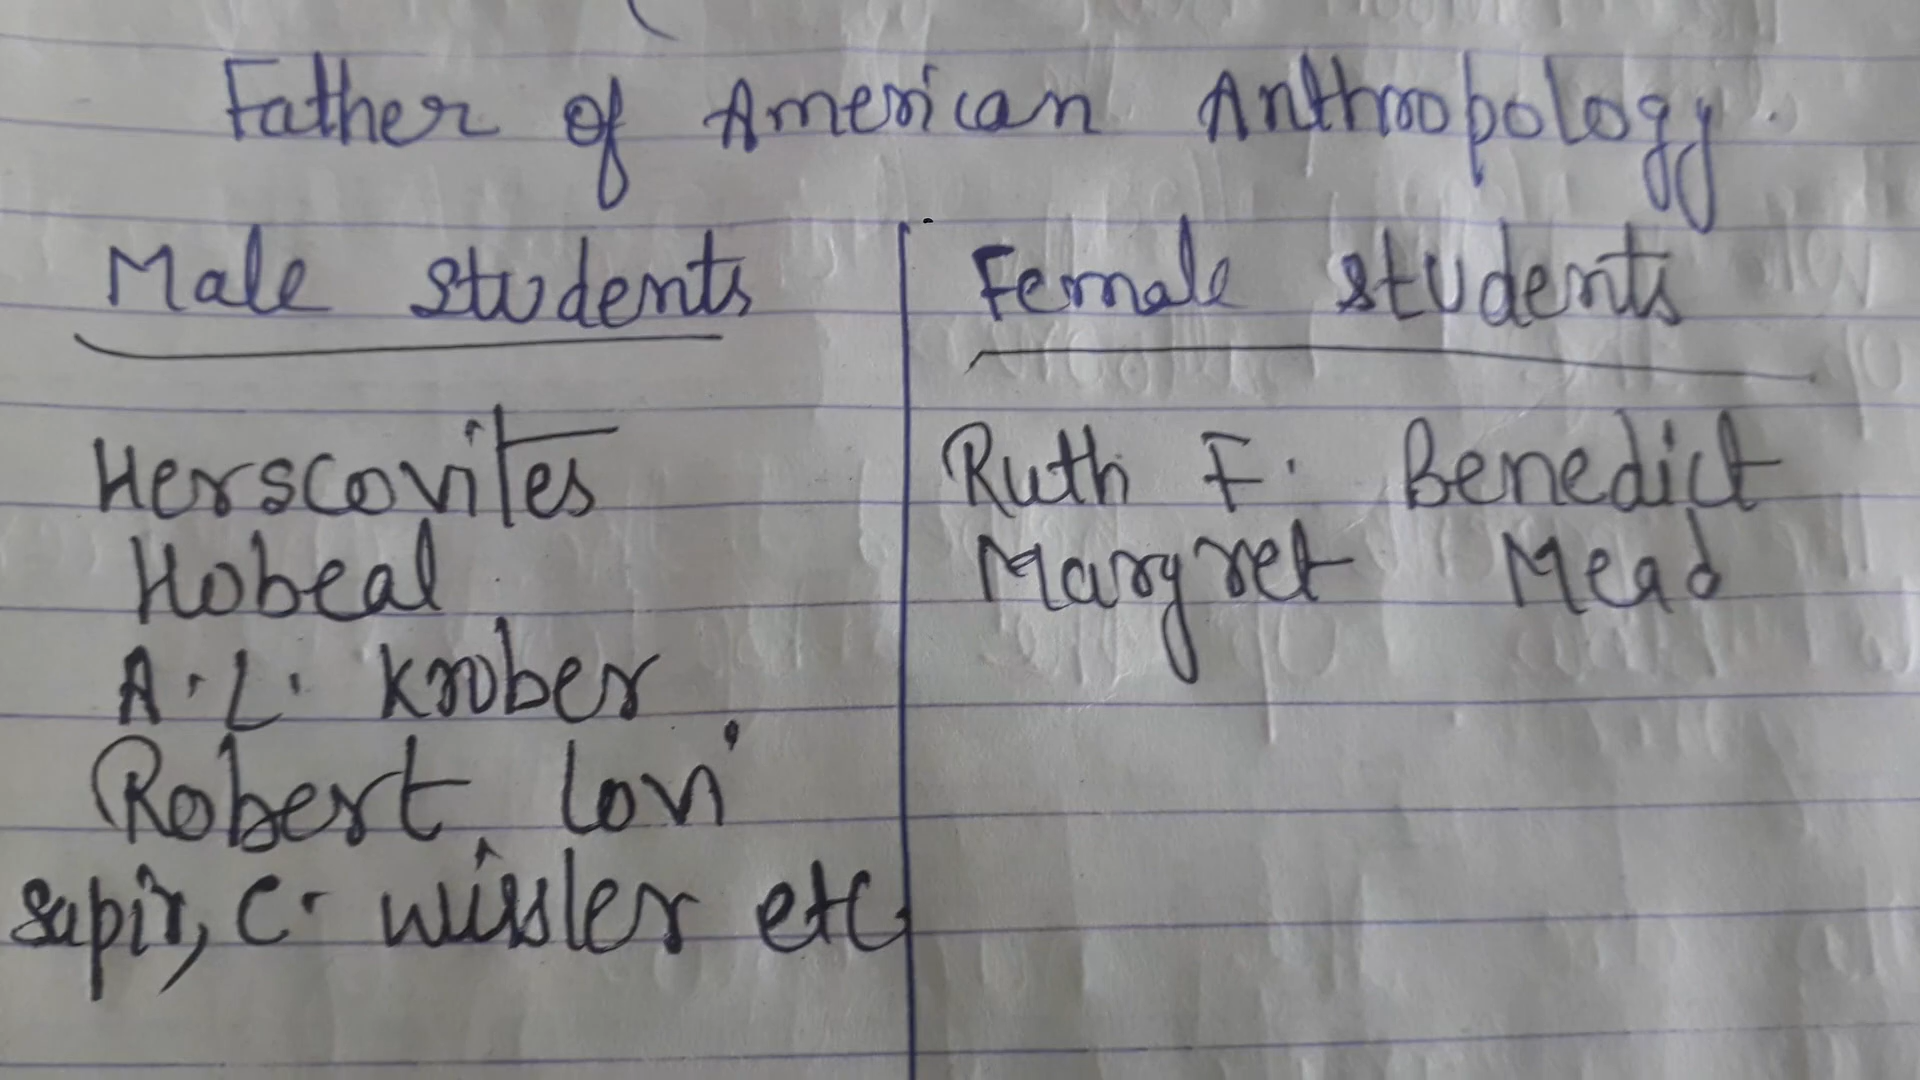 Father of American Anthropology.
Male students
Herscovites
Hobeal
A.L. Krober
Robert Lovi
sapir, C. wissler etc
Female students
Ruth F. Benedict
Margret Mead